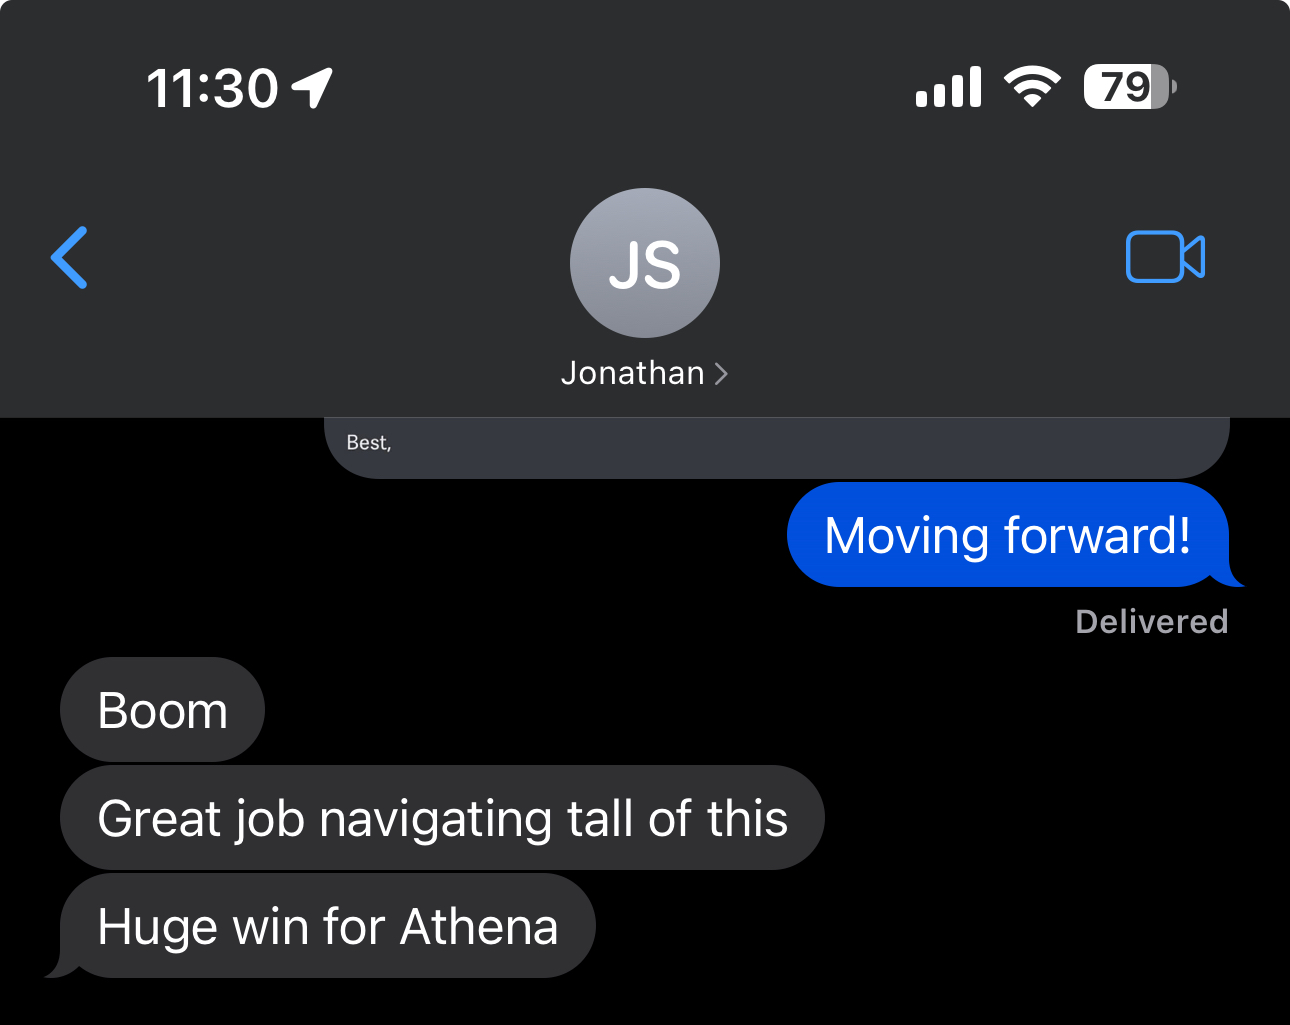 11:30
79
JS
Jonathan
Best,
Moving forward!
Delivered
Boom
Great job navigating tall of this
Huge win for Athena